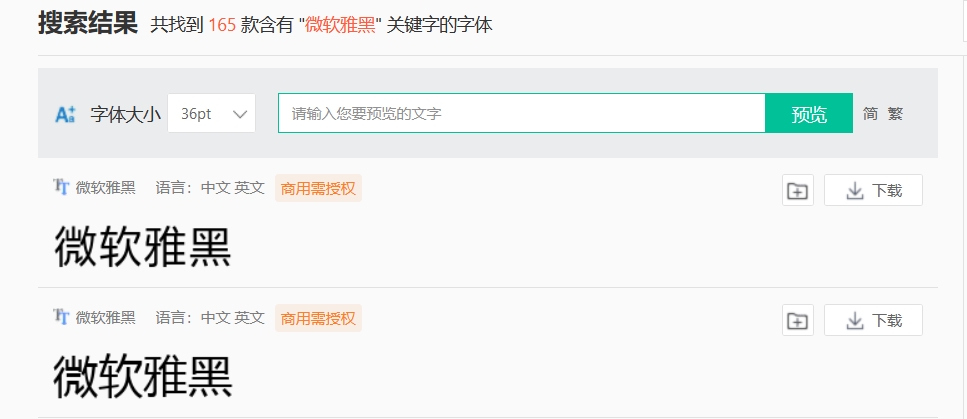 搜索结果 共找到 165 款含有 "微软雅黑" 关键字的字体
字体大小 36pt 请输入您要预览的文字 预览 简 繁
微软雅黑 语言：中文 英文 商用需授权 下载
微软雅黑
微软雅黑 语言：中文 英文 商用需授权 下载
微软雅黑